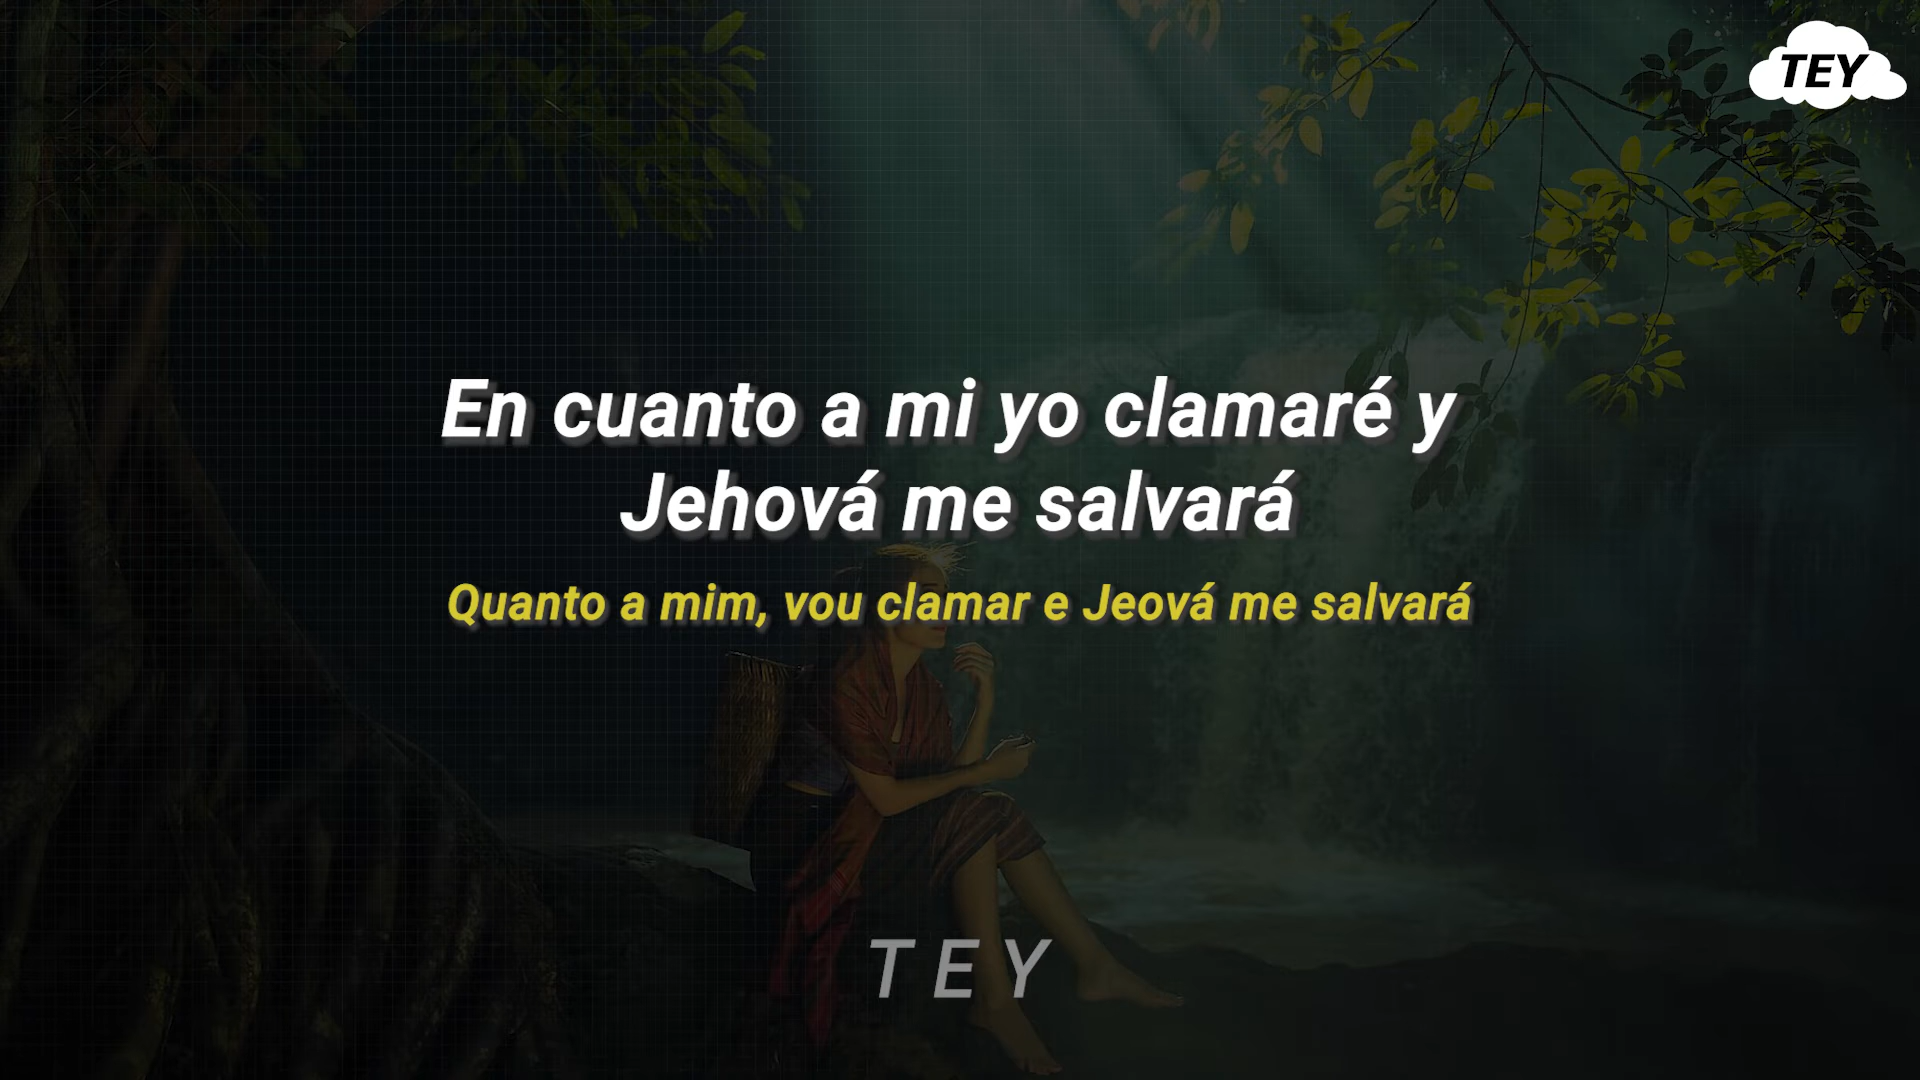 TEY
En cuanto a mi yo clamaré y
Jehová me salvará
Quanto a mim, vou clamar e Jeová me salvará
TEY